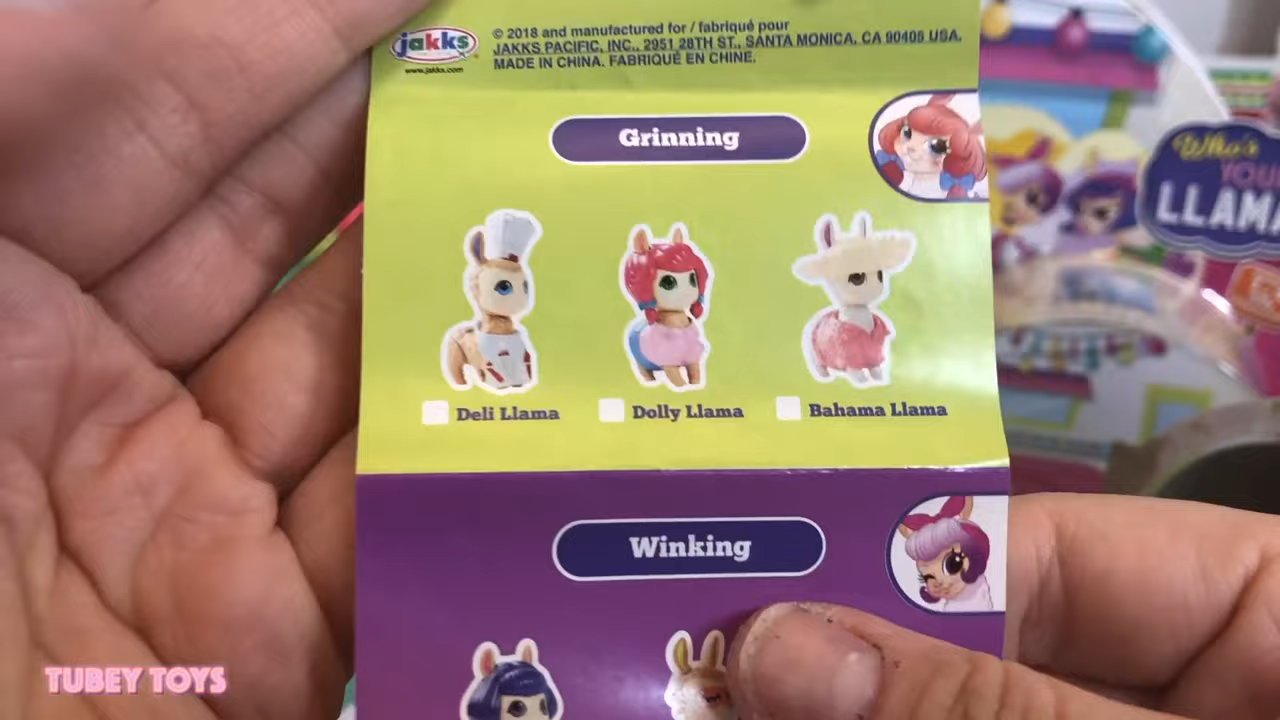 jakks
www.jakks.com
© 2018 and manufactured for / fabriqué pour
JAKKS PACIFIC, INC., 2951 28TH ST., SANTA MONICA, CA 90405 USA.
MADE IN CHINA. FABRIQUÉ EN CHINE.
Grinning
Deli Llama
Dolly Llama
Bahama Llama
Winking
Who's
YOUR
LLAMA
TUBEY TOYS